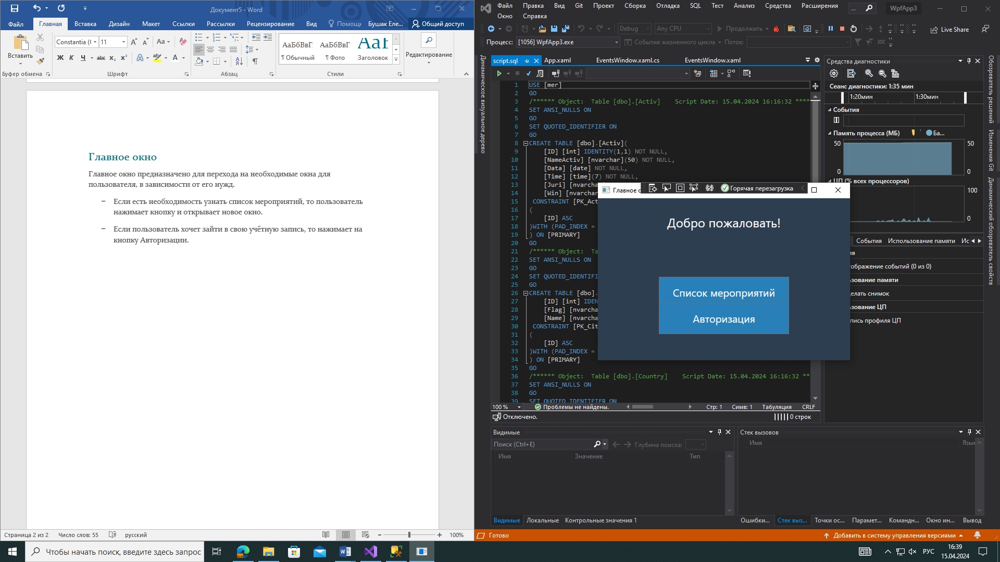 Документ5 - Word
Файл
Главная
Вставка
Дизайн
Макет
Ссылки
Рассылки
Рецензирование
Вид
Бушак Еле...
Общий доступ
Вставить
Constantia (
11
Aa
Ж К Ч abc x₂ x²
АаБбВвГ
АаБбВвГ
¶ Обычный
¶ Фото
Заголовок
Редактирование
Буфер обмена
Шрифт
Абзац
Стили
Главное окно
Главное окно предназначено для перехода на необходимые окна для
пользователя, в зависимости от его нужд.
− Если есть необходимость узнать список мероприятий, то пользователь
нажимает кнопку и открывает новое окно.
− Если пользователь хочет зайти в свою учётную запись, то нажимает на
кнопку Авторизации.
Страница 2 из 2
Число слов: 55
русский
100%
Файл Правка Вид Git Проект Сборка Отладка SQL Тест Анализ Средства Расширения
Окно Справка
WpfApp3
Debug
Any CPU
Продолжить
Live Share
Процесс: [1056] WpfApp3.exe
События жизненного цикла
Поток:
Динамическое визуальное дерево
script.sql
App.xaml
EventsWindow.xaml.cs
EventsWindow.xaml
1 USE [mer]
2 GO
3 /****** Object:  Table [dbo].[Activ]    Script Date: 15.04.2024 16:16:32 ****
4 SET ANSI_NULLS ON
5 GO
6 SET QUOTED_IDENTIFIER ON
7 GO
8 CREATE TABLE [dbo].[Activ](
9 [ID] [int] IDENTITY(1,1) NOT NULL,
10 [NameActiv] [nvarchar](50) NOT NULL,
11 [Data] [date] NOT NULL,
12 [Time] [time](7) NOT NULL,
13 [Juri] [nvarcha
14 [Win] [nvarchar
15 CONSTRAINT [PK_Act
16 (
17 [ID] ASC
18 )WITH (PAD_INDEX =
19 ) ON [PRIMARY]
20 GO
21 /****** Object:  Ta
22 SET ANSI_NULLS ON
23 GO
24 SET QUOTED_IDENTIFI
25 GO
26 CREATE TABLE [dbo].
27 [ID] [int] IDEN
28 [Flag] [nvarcha
29 [Name] [nvarcha
30 CONSTRAINT [PK_Cit
31 (
32 [ID] ASC
33 )WITH (PAD_INDEX =
34 ) ON [PRIMARY]
35 GO
36 /****** Object:  Table [dbo].[Country]    Script Date: 15.04.2024 16:16:32 **
37 SET ANSI_NULLS ON
38 GO
39 SET QUOTED_IDENTIFIER ON
100 %
Проблемы не найдены.
Стр: 1
Симв: 1
Табуляция
CRLF
Отключено.
0 строк
Горячая перезагрузка
Добро пожаловать!
Список мероприятий
Авторизация
Средства диагностики
Сеанс диагностики: 1:35 мин
1:20мин
1:30мин
События
Память процесса (МБ)
Ба...
50
50
0
0
ЦП (% всех процессоров)
100
0
События
Использование памяти
Ис
Обозреватель решений
Изменения Git
Динамический обозреватель свойств
Видимые
Поиск (Ctrl+E)
Глубина поиска:
Имя
Значение
Тип
Видимые
Локальные
Контрольные значения 1
Стек вызовов
Имя
Ошибки...
Стек выз...
Точки ос...
Парамет...
Командн...
Окно ин...
Вывод
Готово
Добавить в систему управления версиями
Чтобы начать поиск, введите здесь запрос
РУС
16:39
15.04.2024